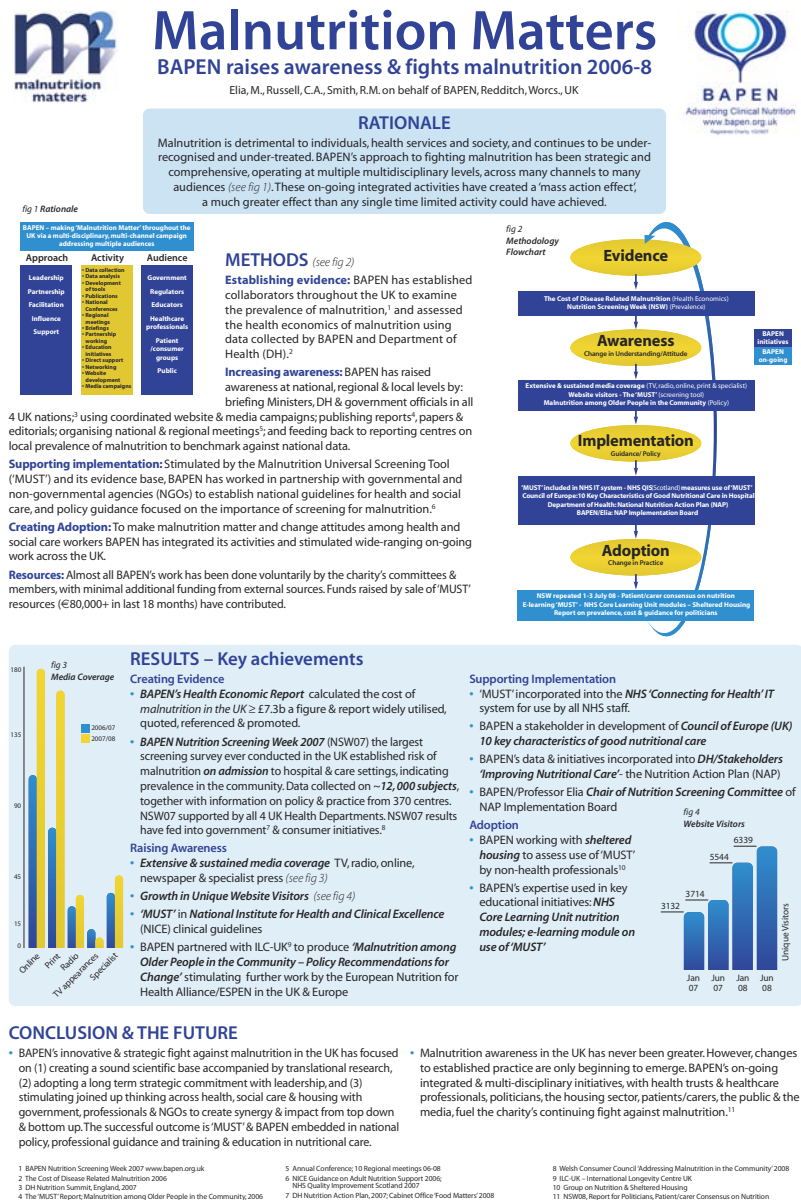 m2
malnutrition
matters
Malnutrition Matters
BAPEN raises awareness & fights malnutrition 2006-8
Elia, M., Russell, C.A., Smith, R.M. on behalf of BAPEN, Redditch, Worcs., UK
BAPEN
Advancing Clinical Nutrition
www.bapen.org.uk
RATIONALE
Malnutrition is detrimental to individuals, health services and society, and continues to be under-
recognised and under-treated. BAPEN's approach to fighting malnutrition has been strategic and
comprehensive, operating at multiple multidisciplinary levels, across many channels to many
audiences (see fig 1). These on-going integrated activities have created a 'mass action effect',
a much greater effect than any single time limited activity could have achieved.
fig 1 Rationale
BAPEN – making 'Malnutrition Matter' throughout the
UK via a multi-disciplinary, multi-channel campaign
addressing multiple audiences
Approach
Leadership
Partnership
Facilitation
Influence
Support
Activity
• Data collection
• Data analysis
• Development
of tools
• Publications
• National
Conferences
• Regional
meetings
• Briefings
• Partnership
working
• Education
initiatives
• Direct support
• Networking
• Website
development
• Media campaigns
Audience
Government
Regulators
Educators
Healthcare
professionals
Patient
/consumer
groups
Public
METHODS (see fig 2)
Establishing evidence: BAPEN has established
collaborators throughout the UK to examine
the prevalence of malnutrition,1 and assessed
the health economics of malnutrition using
data collected by BAPEN and Department of
Health (DH).2
Increasing awareness: BAPEN has raised
awareness at national, regional & local levels by:
briefing Ministers, DH & government officials in all
4 UK nations;3 using coordinated website & media campaigns; publishing reports4, papers &
editorials; organising national & regional meetings5; and feeding back to reporting centres on
local prevalence of malnutrition to benchmark against national data.
Supporting implementation: Stimulated by the Malnutrition Universal Screening Tool
('MUST') and its evidence base, BAPEN has worked in partnership with governmental and
non-governmental agencies (NGOs) to establish national guidelines for health and social
care, and policy guidance focused on the importance of screening for malnutrition.6
Creating Adoption: To make malnutrition matter and change attitudes among health and
social care workers BAPEN has integrated its activities and stimulated wide-ranging on-going
work across the UK.
Resources: Almost all BAPEN's work has been done voluntarily by the charity's committees &
members, with minimal additional funding from external sources. Funds raised by sale of 'MUST'
resources (€80,000+ in last 18 months) have contributed.
fig 2
Methodology
Flowchart
Evidence
The Cost of Disease Related Malnutrition (Health Economics)
Nutrition Screening Week (NSW) (Prevalence)
Awareness
Change in Understanding/Attitude
BAPEN
initiatives
BAPEN
on-going
Extensive & sustained media coverage (TV, radio, online, print & specialist)
Website visitors - The 'MUST' (screening tool)
Malnutrition among Older People in the Community (Policy)
Implementation
Guidance/ Policy
'MUST' included in NHS IT system - NHS QIS(Scotland) measures use of 'MUST'
Council of Europe:10 Key Characteristics of Good Nutritional Care in Hospital
Department of Health: National Nutrition Action Plan (NAP)
BAPEN/Elia: NAP Implementation Board
Adoption
Change in Practice
NSW repeated 1-3 July 08 - Patient/carer consensus on nutrition
E-learning 'MUST' - NHS Core Learning Unit modules – Sheltered Housing
Report on prevalence, cost & guidance for politicians
fig 3
Media Coverage
180
135
90
45
15
0
2006/07
2007/08
Online
Print
Radio
TV appearances
Specialist
RESULTS – Key achievements
Creating Evidence
• BAPEN's Health Economic Report calculated the cost of
malnutrition in the UK ≥ £7.3b a figure & report widely utilised,
quoted, referenced & promoted.
• BAPEN Nutrition Screening Week 2007 (NSW07) the largest
screening survey ever conducted in the UK established risk of
malnutrition on admission to hospital & care settings, indicating
prevalence in the community. Data collected on ~12,000 subjects,
together with information on policy & practice from 370 centres.
NSW07 supported by all 4 UK Health Departments. NSW07 results
have fed into government7 & consumer initiatives.8
Raising Awareness
• Extensive & sustained media coverage TV, radio, online,
newspaper & specialist press (see fig 3)
• Growth in Unique Website Visitors (see fig 4)
• 'MUST' in National Institute for Health and Clinical Excellence
(NICE) clinical guidelines
• BAPEN partnered with ILC-UK9 to produce 'Malnutrition among
Older People in the Community – Policy Recommendations for
Change' stimulating further work by the European Nutrition for
Health Alliance/ESPEN in the UK & Europe
Supporting Implementation
• 'MUST' incorporated into the NHS 'Connecting for Health' IT
system for use by all NHS staff.
• BAPEN a stakeholder in development of Council of Europe (UK)
10 key characteristics of good nutritional care
• BAPEN's data & initiatives incorporated into DH/Stakeholders
'Improving Nutritional Care'- the Nutrition Action Plan (NAP)
• BAPEN/Professor Elia Chair of Nutrition Screening Committee of
NAP Implementation Board
Adoption
• BAPEN working with sheltered
housing to assess use of 'MUST'
by non-health professionals10
• BAPEN's expertise used in key
educational initiatives: NHS
Core Learning Unit nutrition
modules; e-learning module on
use of 'MUST'
fig 4
Website Visitors
3132
3714
5544
6339
Unique Visitors
Jan
07
Jun
07
Jan
08
Jun
08
CONCLUSION & THE FUTURE
• BAPEN's innovative & strategic fight against malnutrition in the UK has focused
on (1) creating a sound scientific base accompanied by translational research,
(2) adopting a long term strategic commitment with leadership, and (3)
stimulating joined up thinking across health, social care & housing with
government, professionals & NGOs to create synergy & impact from top down
& bottom up. The successful outcome is 'MUST' & BAPEN embedded in national
policy, professional guidance and training & education in nutritional care.
• Malnutrition awareness in the UK has never been greater. However, changes
to established practice are only beginning to emerge. BAPEN's on-going
integrated & multi-disciplinary initiatives, with health trusts & healthcare
professionals, politicians, the housing sector, patients/carers, the public & the
media, fuel the charity's continuing fight against malnutrition.11
1 BAPEN Nutrition Screening Week 2007 www.bapen.org.uk
2 The Cost of Disease Related Malnutrition 2006
3 DH Nutrition Summit, England, 2007
4 The 'MUST' Report; Malnutrition among Older People in the Community, 2006
5 Annual Conference; 10 Regional meetings 06-08
6 NICE Guidance on Adult Nutrition Support 2006;
NHS Quality Improvement Scotland 2007
7 DH Nutrition Action Plan, 2007; Cabinet Office 'Food Matters' 2008
8 Welsh Consumer Council 'Addressing Malnutrition in the Community' 2008
9 ILC-UK – International Longevity Centre UK
10 Group on Nutrition & Sheltered Housing
11 NSW08, Report for Politicians, Patient/Carer Consensus on Nutrition